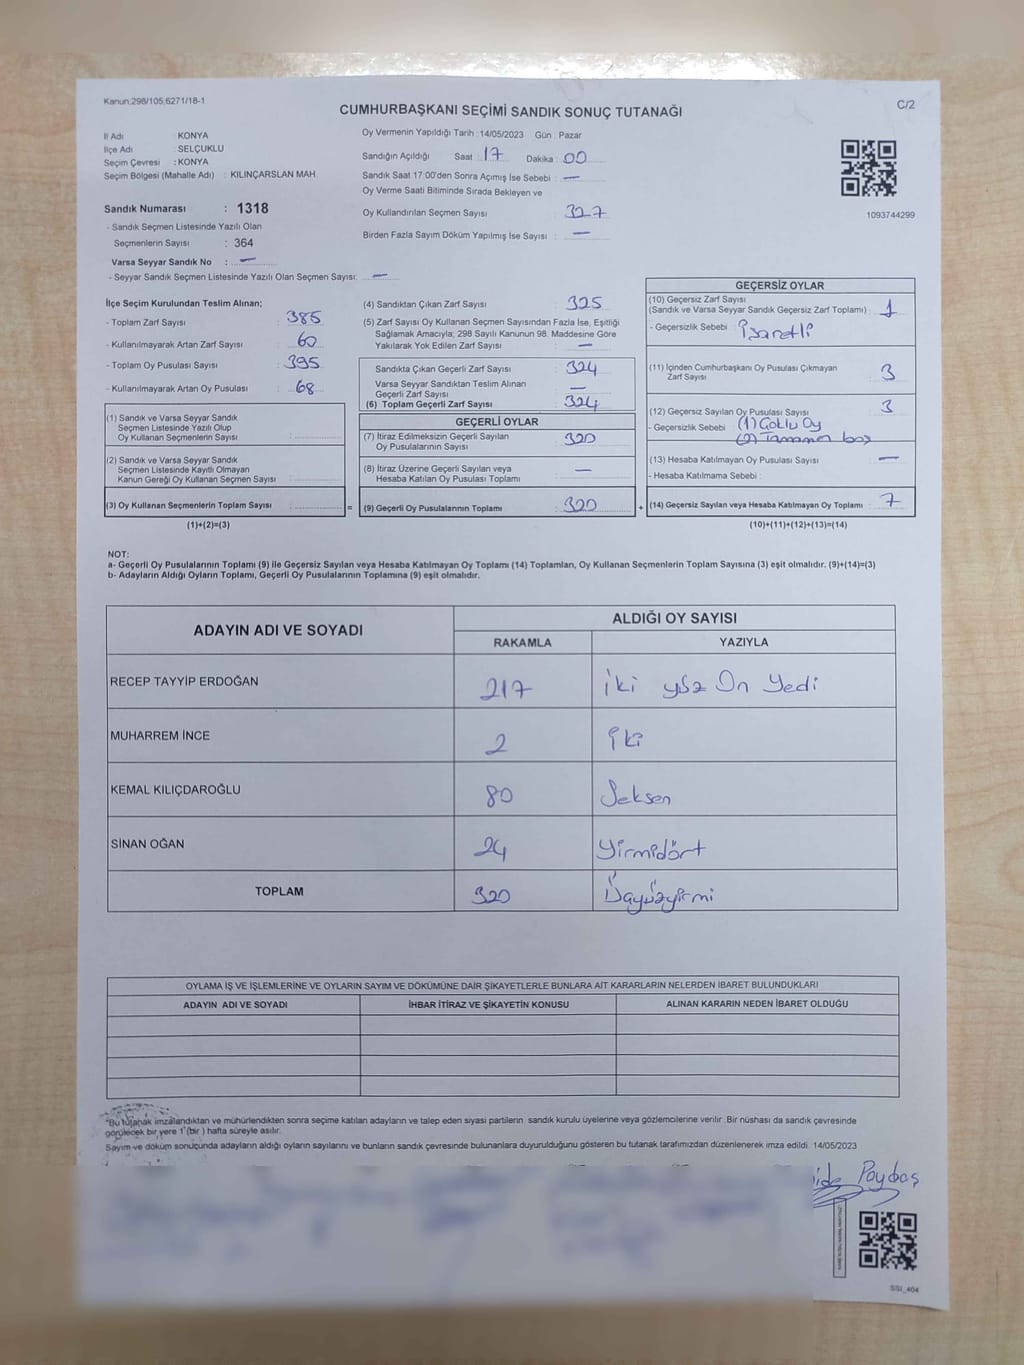 Kanun:298/105;6271/18-1
C/2
CUMHURBAŞKANI SEÇİMİ SANDIK SONUÇ TUTANAĞI
İl Adı : KONYA
İlçe Adı : SELÇUKLU
Seçim Çevresi : KONYA
Seçim Bölgesi (Mahalle Adı) : KILINÇARSLAN MAH.
Sandık Numarası : 1318
- Sandık Seçmen Listesinde Yazılı Olan
Seçmenlerin Sayısı : 364
Varsa Seyyar Sandık No : —
- Seyyar Sandık Seçmen Listesinde Yazılı Olan Seçmen Sayısı: —
Oy Vermenin Yapıldığı Tarih : 14/05/2023 Gün : Pazar
Sandığın Açıldığı Saat 17 Dakika : 00
Sandık Saat 17:00'den Sonra Açımış İse Sebebi : —
Oy Verme Saati Bitiminde Sırada Bekleyen ve
Oy Kullandırılan Seçmen Sayısı : 327
Birden Fazla Sayım Döküm Yapılmış İse Sayısı : —
1093744299
İlçe Seçim Kurulundan Teslim Alınan;
- Toplam Zarf Sayısı : 385
- Kullanılmayarak Artan Zarf Sayısı : 60
- Toplam Oy Pusulası Sayısı : 395
- Kullanılmayarak Artan Oy Pusulası : 68
(1) Sandık ve Varsa Seyyar Sandık
Seçmen Listesinde Yazılı Olup
Oy Kullanan Seçmenlerin Sayısı :
(2) Sandık ve Varsa Seyyar Sandık
Seçmen Listesinde Kayıtlı Olmayan
Kanun Gereği Oy Kullanan Seçmen Sayısı :
(3) Oy Kullanan Seçmenlerin Toplam Sayısı :
(1)+(2)=(3)
(4) Sandıktan Çıkan Zarf Sayısı : 325
(5) Zarf Sayısı Oy Kullanan Seçmen Sayısından Fazla İse, Eşitliği
Sağlamak Amacıyla; 298 Sayılı Kanunun 98. Maddesine Göre
Yakılarak Yok Edilen Zarf Sayısı : —
Sandıkta Çıkan Geçerli Zarf Sayısı : 324
Varsa Seyyar Sandıktan Teslim Alınan
Geçerli Zarf Sayısı : —
(6) Toplam Geçerli Zarf Sayısı : 324
GEÇERLİ OYLAR
(7) İtiraz Edilmeksizin Geçerli Sayılan
Oy Pusulasının Sayısı : 320
(8) İtiraz Üzerine Geçerli Sayılan veya
Hesaba Katılan Oy Pusulası Toplamı : —
= (9) Geçerli Oy Pusulalarının Toplamı : 320
GEÇERSİZ OYLAR
(10) Geçersiz Zarf Sayısı
(Sandık ve Varsa Seyyar Sandık Geçersiz Zarf Toplamı) : 1
- Geçersizlik Sebebi : İşaretli
(11) İçinden Cumhurbaşkanı Oy Pusulası Çıkmayan
Zarf Sayısı : 3
(12) Geçersiz Sayılan Oy Pusulası Sayısı : 3
- Geçersizlik Sebebi : (1) Çoklu Oy
(2) Tamamen boş
(13) Hesaba Katılmayan Oy Pusulası Sayısı : —
- Hesaba Katılmama Sebebi :
+ (14) Geçersiz Sayılan veya Hesaba Katılmayan Oy Toplamı : 7
(10)+(11)+(12)+(13)=(14)
NOT:
a- Geçerli Oy Pusulalarının Toplamı (9) ile Geçersiz Sayılan veya Hesaba Katılmayan Oy Toplamı (14) Toplamları, Oy Kullanan Seçmenlerin Toplam Sayısına (3) eşit olmalıdır. (9)+(14)=(3)
b- Adayların Aldığı Oyların Toplamı, Geçerli Oy Pusulalarının Toplamına (9) eşit olmalıdır.
ADAYIN ADI VE SOYADI ALDIĞI OY SAYISI
RAKAMLA YAZIYLA
RECEP TAYYİP ERDOĞAN 217 İki yüz On Yedi
MUHARREM İNCE 2 İki
KEMAL KILIÇDAROĞLU 80 Seksen
SİNAN OĞAN 24 Yirmidört
TOPLAM 320 Üçyüzyirmi
OYLAMA İŞ VE İŞLEMLERİNE VE OYLARIN SAYIM VE DÖKÜMÜNE DAİR ŞİKAYETLERLE BUNLARA AİT KARARLARIN NELERDEN İBARET BULUNDUKLARI
ADAYIN ADI VE SOYADI İHBAR İTİRAZ VE ŞİKAYETİN KONUSU ALINAN KARARIN NEDEN İBARET OLDUĞU
"Bu tutanak imzalandıktan ve mühürlendikten sonra seçime katılan adayların ve talep eden siyasi partilerin sandık kurulu üyelerine veya gözlemcilerine verilir. Bir nüshası da sandık çevresinde
görülecek bir yere 1 (bir ) hafta süreyle asılır.
Sayım ve döküm sonuçunda adayların aldığı oyların sayılarını ve bunların sandık çevresinde bulunanlara duyurulduğunu gösteren bu tutanak tarafımızdan düzenlenerek imza edildi. 14/05/2023
Paybaş
SSI_404